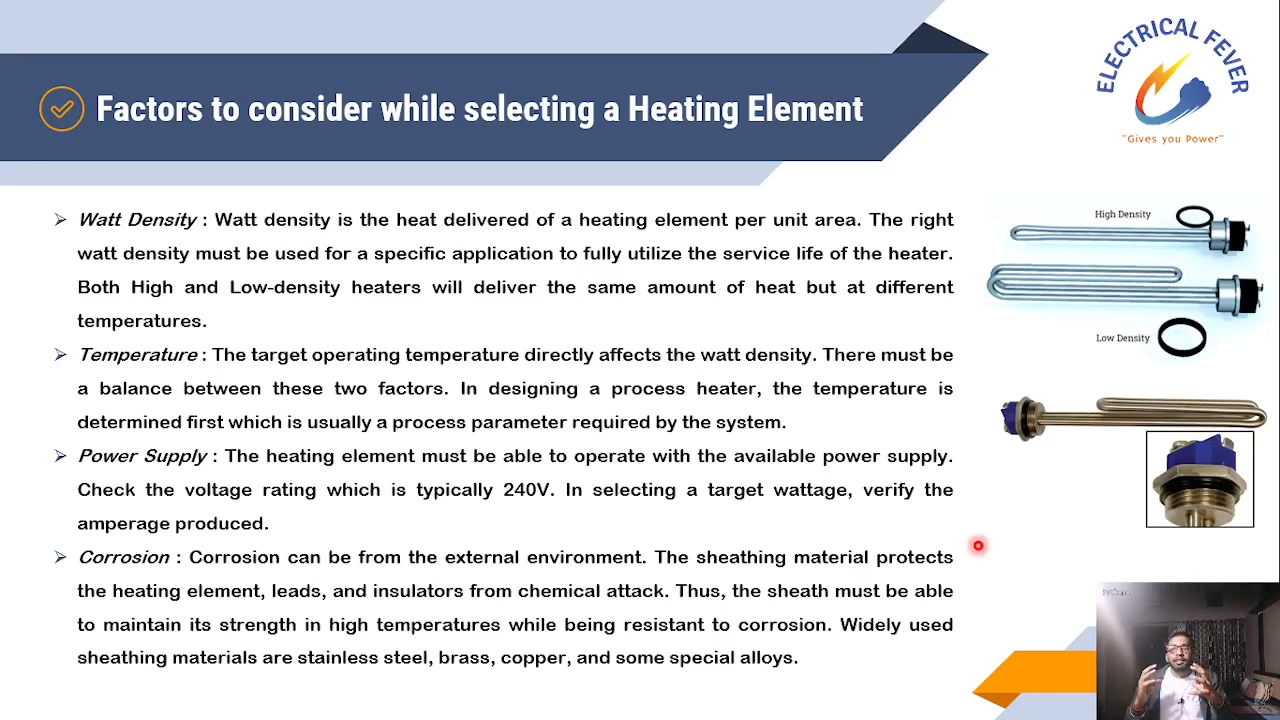 ELECTRICAL FEVER
"Gives you Power"
Factors to consider while selecting a Heating Element
Watt Density : Watt density is the heat delivered of a heating element per unit area. The right
watt density must be used for a specific application to fully utilize the service life of the heater.
Both High and Low-density heaters will deliver the same amount of heat but at different
temperatures.
Temperature : The target operating temperature directly affects the watt density. There must be
a balance between these two factors. In designing a process heater, the temperature is
determined first which is usually a process parameter required by the system.
Power Supply : The heating element must be able to operate with the available power supply.
Check the voltage rating which is typically 240V. In selecting a target wattage, verify the
amperage produced.
Corrosion : Corrosion can be from the external environment. The sheathing material protects
the heating element, leads, and insulators from chemical attack. Thus, the sheath must be able
to maintain its strength in high temperatures while being resistant to corrosion. Widely used
sheathing materials are stainless steel, brass, copper, and some special alloys.
High Density
Low Density